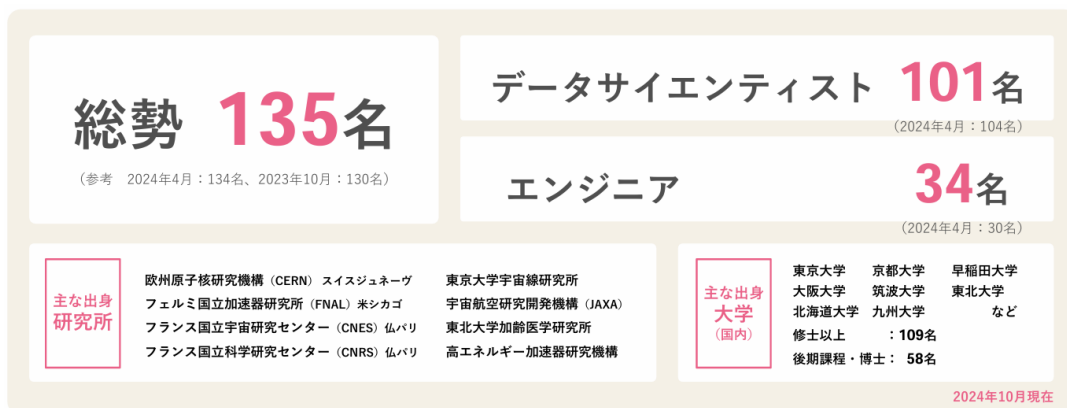 総勢 135名
（参考　2024年4月：134名、2023年10月：130名）
データサイエンティスト 101名
（2024年4月：104名）
エンジニア 34名
（2024年4月：30名）
主な出身
研究所
欧州原子核研究機構（CERN） スイスジュネーヴ
フェルミ国立加速器研究所（FNAL）米シカゴ
フランス国立宇宙研究センター（CNES）仏パリ
フランス国立科学研究センター（CNRS）仏パリ
東京大学宇宙線研究所
宇宙航空研究開発機構（JAXA）
東北大学加齢医学研究所
高エネルギー加速器研究機構
主な出身
大学
（国内）
東京大学　京都大学　早稲田大学
大阪大学　筑波大学　東北大学
北海道大学　九州大学　など
修士以上　：109名
後期課程・博士： 58名
2024年10月現在